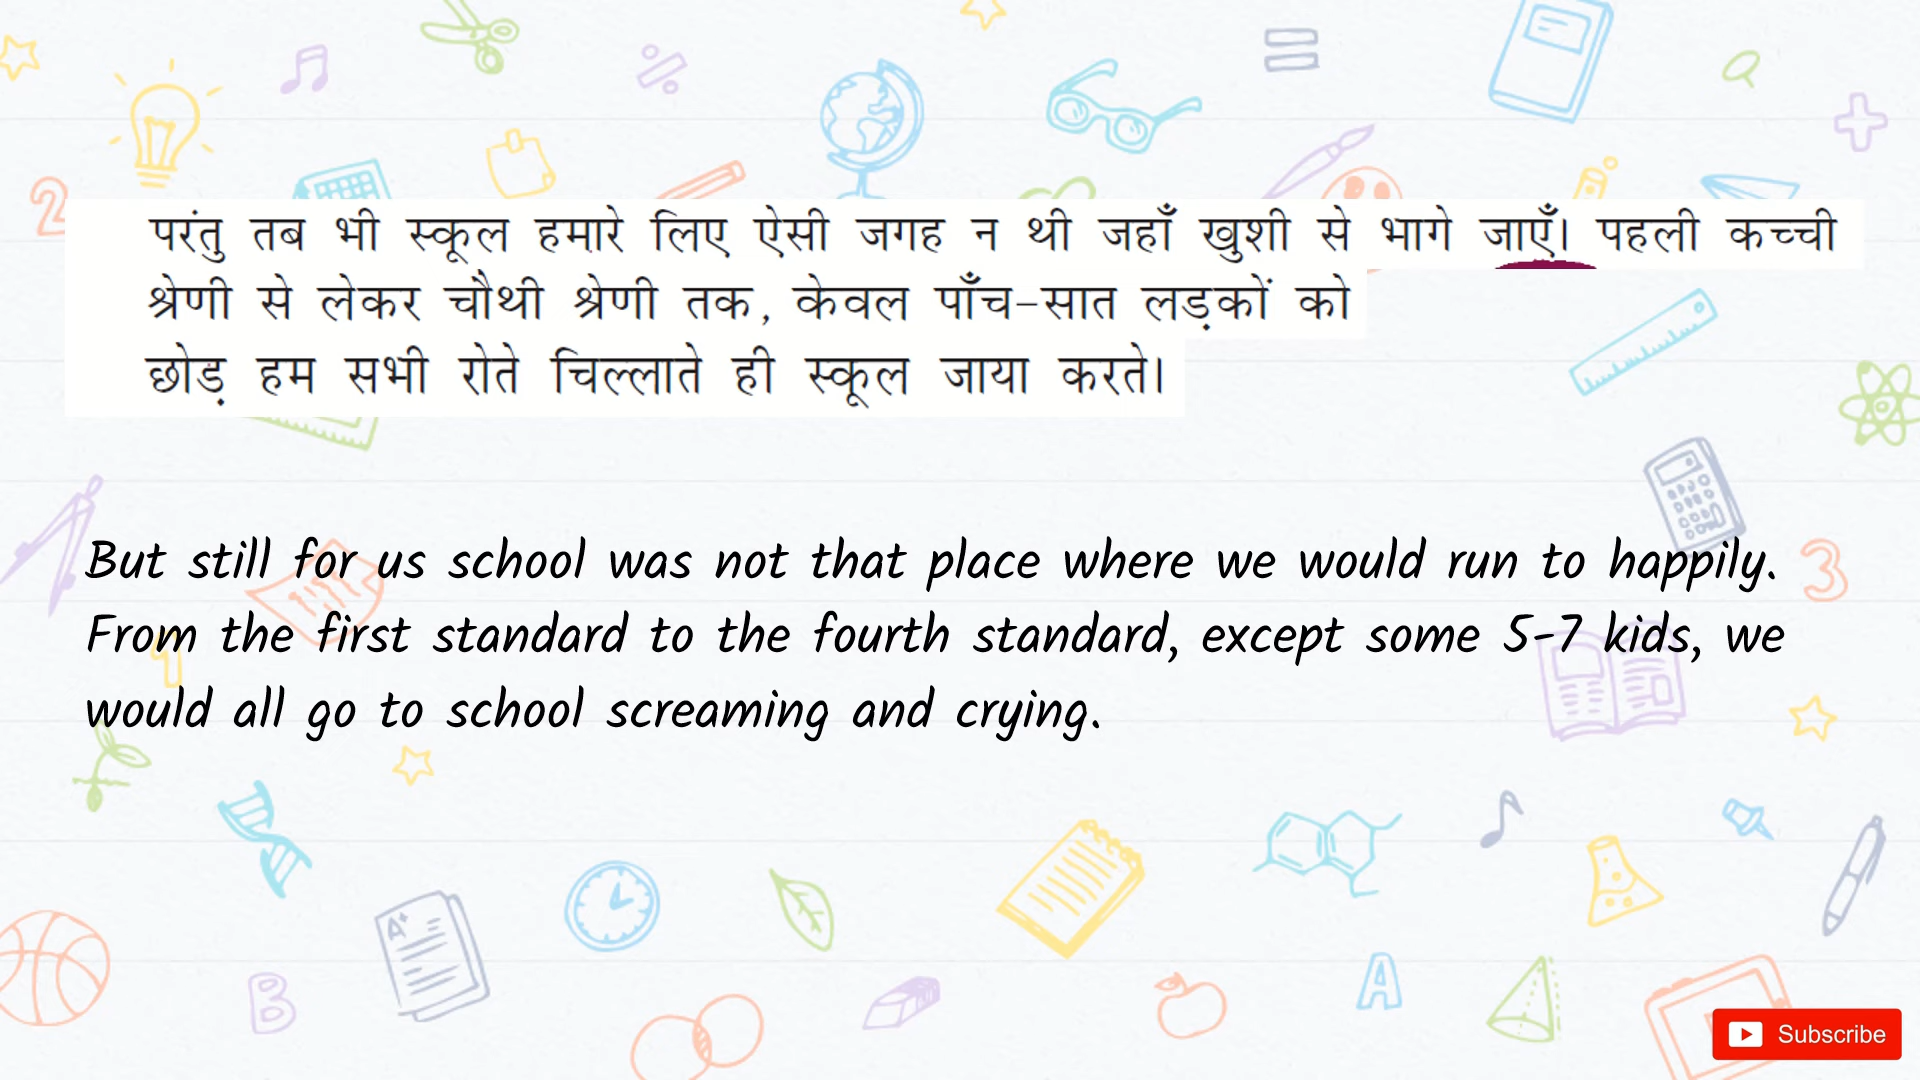 परंतु तब भी स्कूल हमारे लिए ऐसी जगह न थी जहाँ खुशी से भागे जाएँ। पहली कच्ची
श्रेणी से लेकर चौथी श्रेणी तक, केवल पाँच-सात लड़कों को
छोड़ हम सभी रोते चिल्लाते ही स्कूल जाया करते।
But still for us school was not that place where we would run to happily.
From the first standard to the fourth standard, except some 5-7 kids, we
would all go to school screaming and crying.
Subscribe